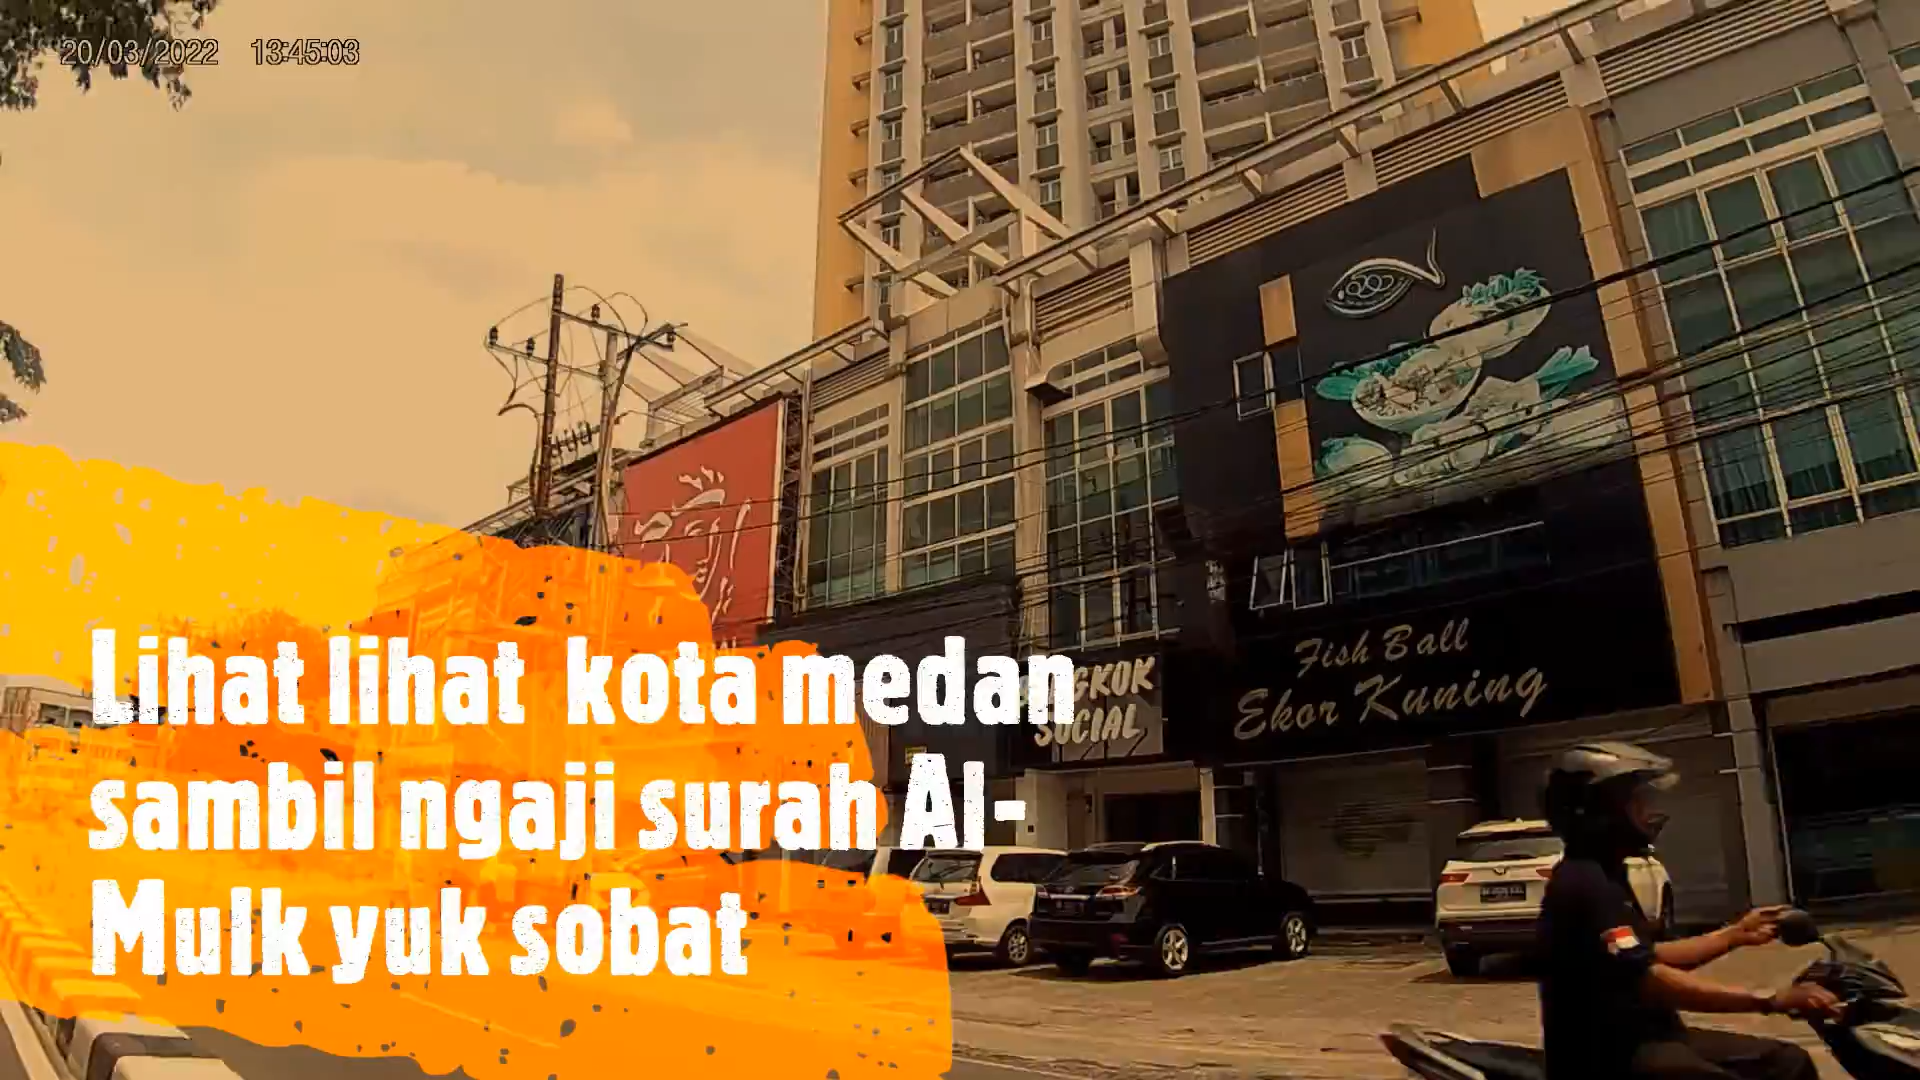 20/03/2022 13:45:03
Fish Ball
Ekor Kuning
SOCIAL
Lihat lihat kota medan
sambil ngaji surah Al-
Mulk yuk sobat